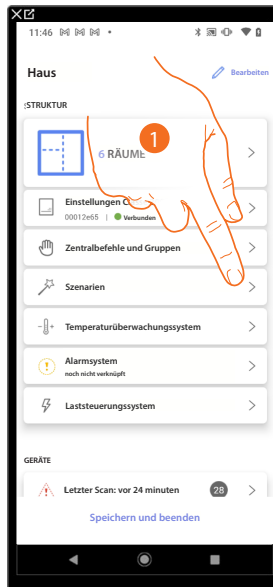 11:46
Haus
Bearbeiten
STRUKTUR
6 RÄUME
1
Einstellungen
00012e65 | Verbunden
Zentralbefehle und Gruppen
Szenarien
Temperaturüberwachungssystem
Alarmsystem
noch nicht verknüpft
Laststeuerungssystem
GERÄTE
Letzter Scan: vor 24 minuten
28
Speichern und beenden